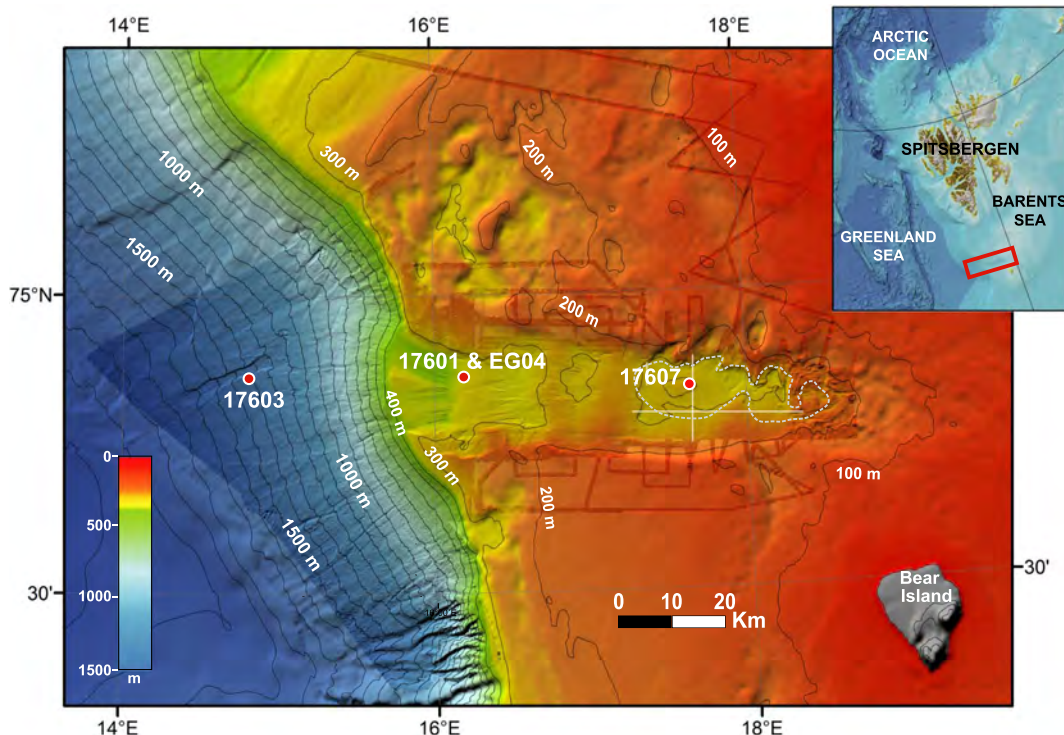 14°E
16°E
18°E
ARCTIC
OCEAN
SPITSBERGEN
BARENTS
SEA
GREENLAND
SEA
300 m
200 m
100 m
1000 m
1500 m
75°N
200 m
17601 & EG04
17607
17603
400 m
300 m
200 m
100 m
1000 m
1500 m
0
500
1000
1500
m
30'
30'
Bear
Island
0 10 20
Km
14°E
16°E
18°E